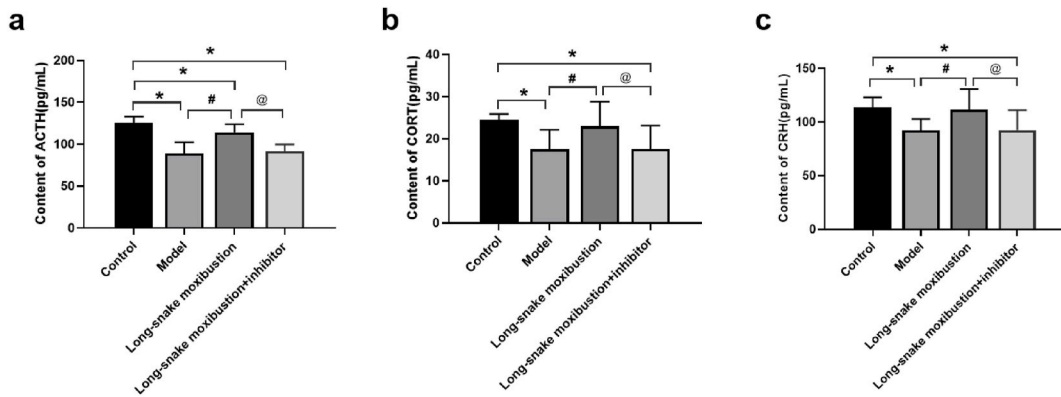 a
Content of ACTH(pg/mL)
200
150
100
50
0
*
*
*
#
@
Control
Model
Long-snake moxibustion
Long-snake moxibustion+inhibitor
b
Content of CORT(pg/mL)
40
30
20
10
0
*
*
#
@
Control
Model
Long-snake moxibustion
Long-snake moxibustion+inhibitor
c
Content of CRH(pg/mL)
150
100
50
0
*
*
#
@
Control
Model
Long-snake moxibustion
Long-snake moxibustion+inhibitor